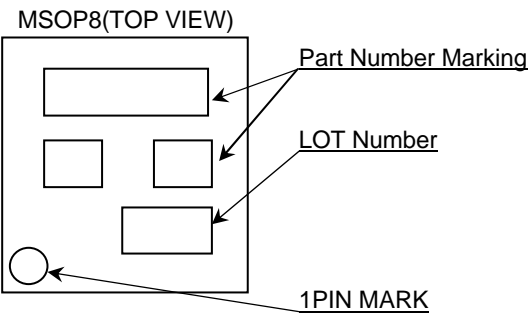 MSOP8(TOP VIEW)
Part Number Marking
LOT Number
1PIN MARK